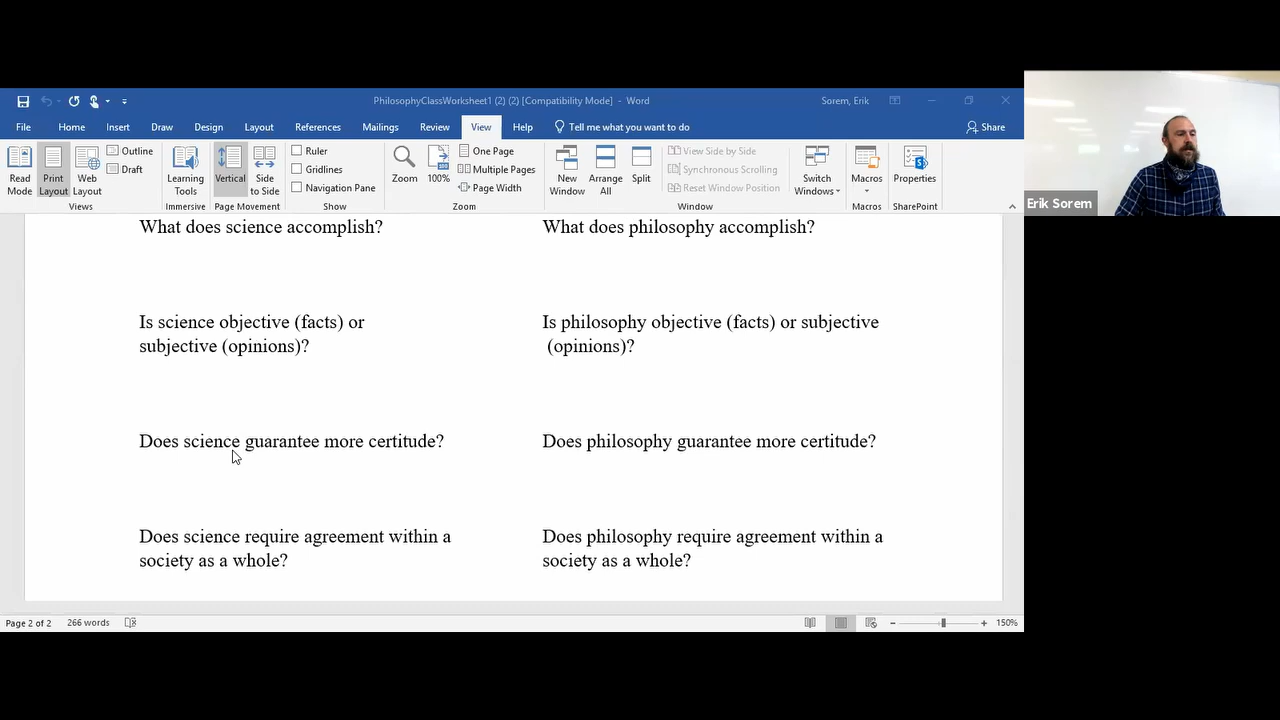 PhilosophyClassWorksheet1 (2) (2) [Compatibility Mode] - Word
Sorem, Erik
File Home Insert Draw Design Layout References Mailings Review View Help Tell me what you want to do Share
Read Mode
Print Layout
Web Layout
Outline
Draft
Views
Learning Tools
Immersive
Vertical
Side to Side
Page Movement
Ruler
Gridlines
Navigation Pane
Show
Zoom
100%
One Page
Multiple Pages
Page Width
Zoom
New Window
Arrange All
Split
View Side by Side
Synchronous Scrolling
Reset Window Position
Window
Switch Windows
Macros
Macros
Properties
SharePoint
Erik Sorem
What does science accomplish?
What does philosophy accomplish?
Is science objective (facts) or
subjective (opinions)?
Is philosophy objective (facts) or subjective
(opinions)?
Does science guarantee more certitude?
Does philosophy guarantee more certitude?
Does science require agreement within a
society as a whole?
Does philosophy require agreement within a
society as a whole?
Page 2 of 2 266 words
150%